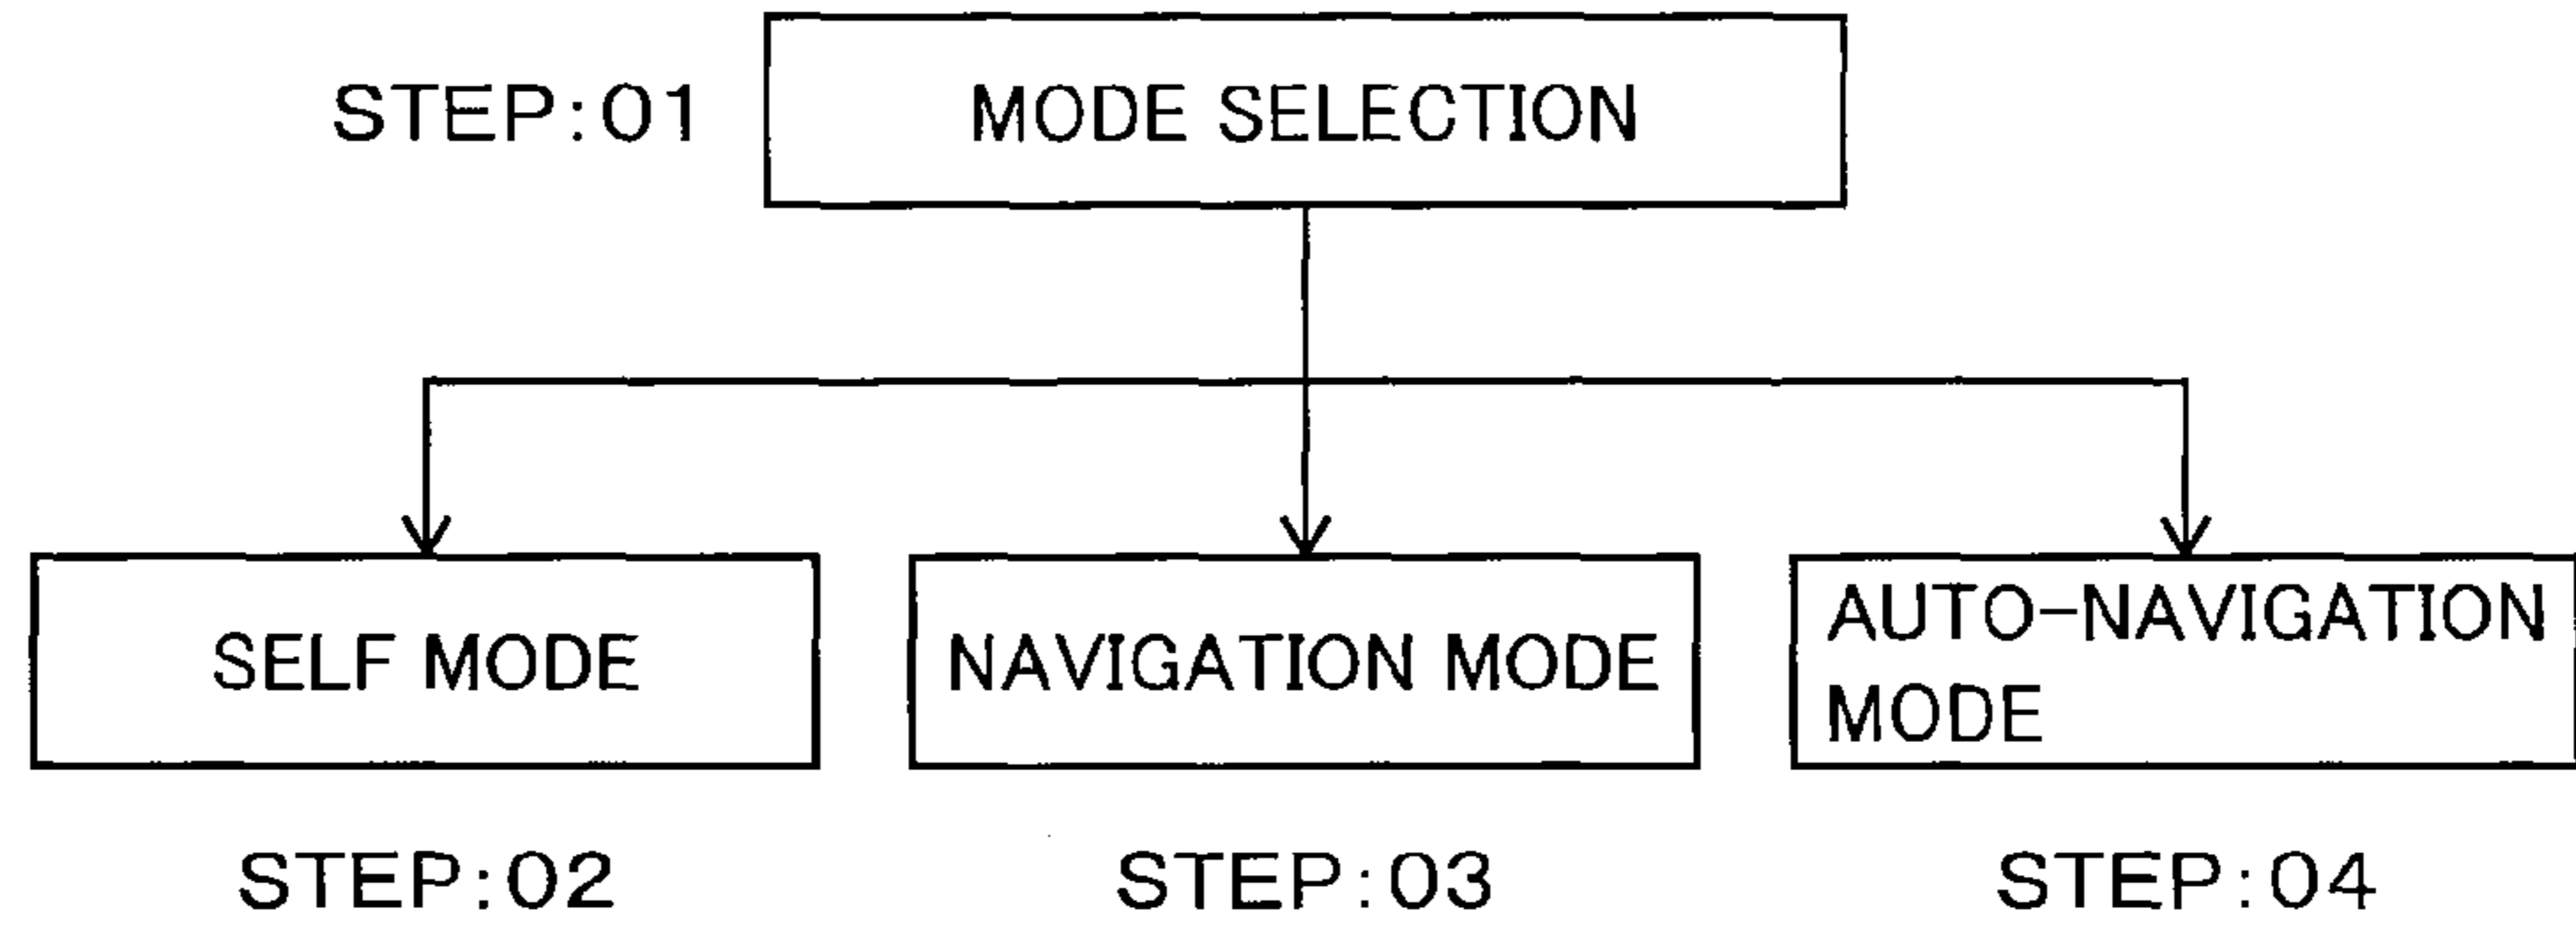 STEP:01
MODE SELECTION
SELF MODE
NAVIGATION MODE
AUTO-NAVIGATION
MODE
STEP:02
STEP:03
STEP:04